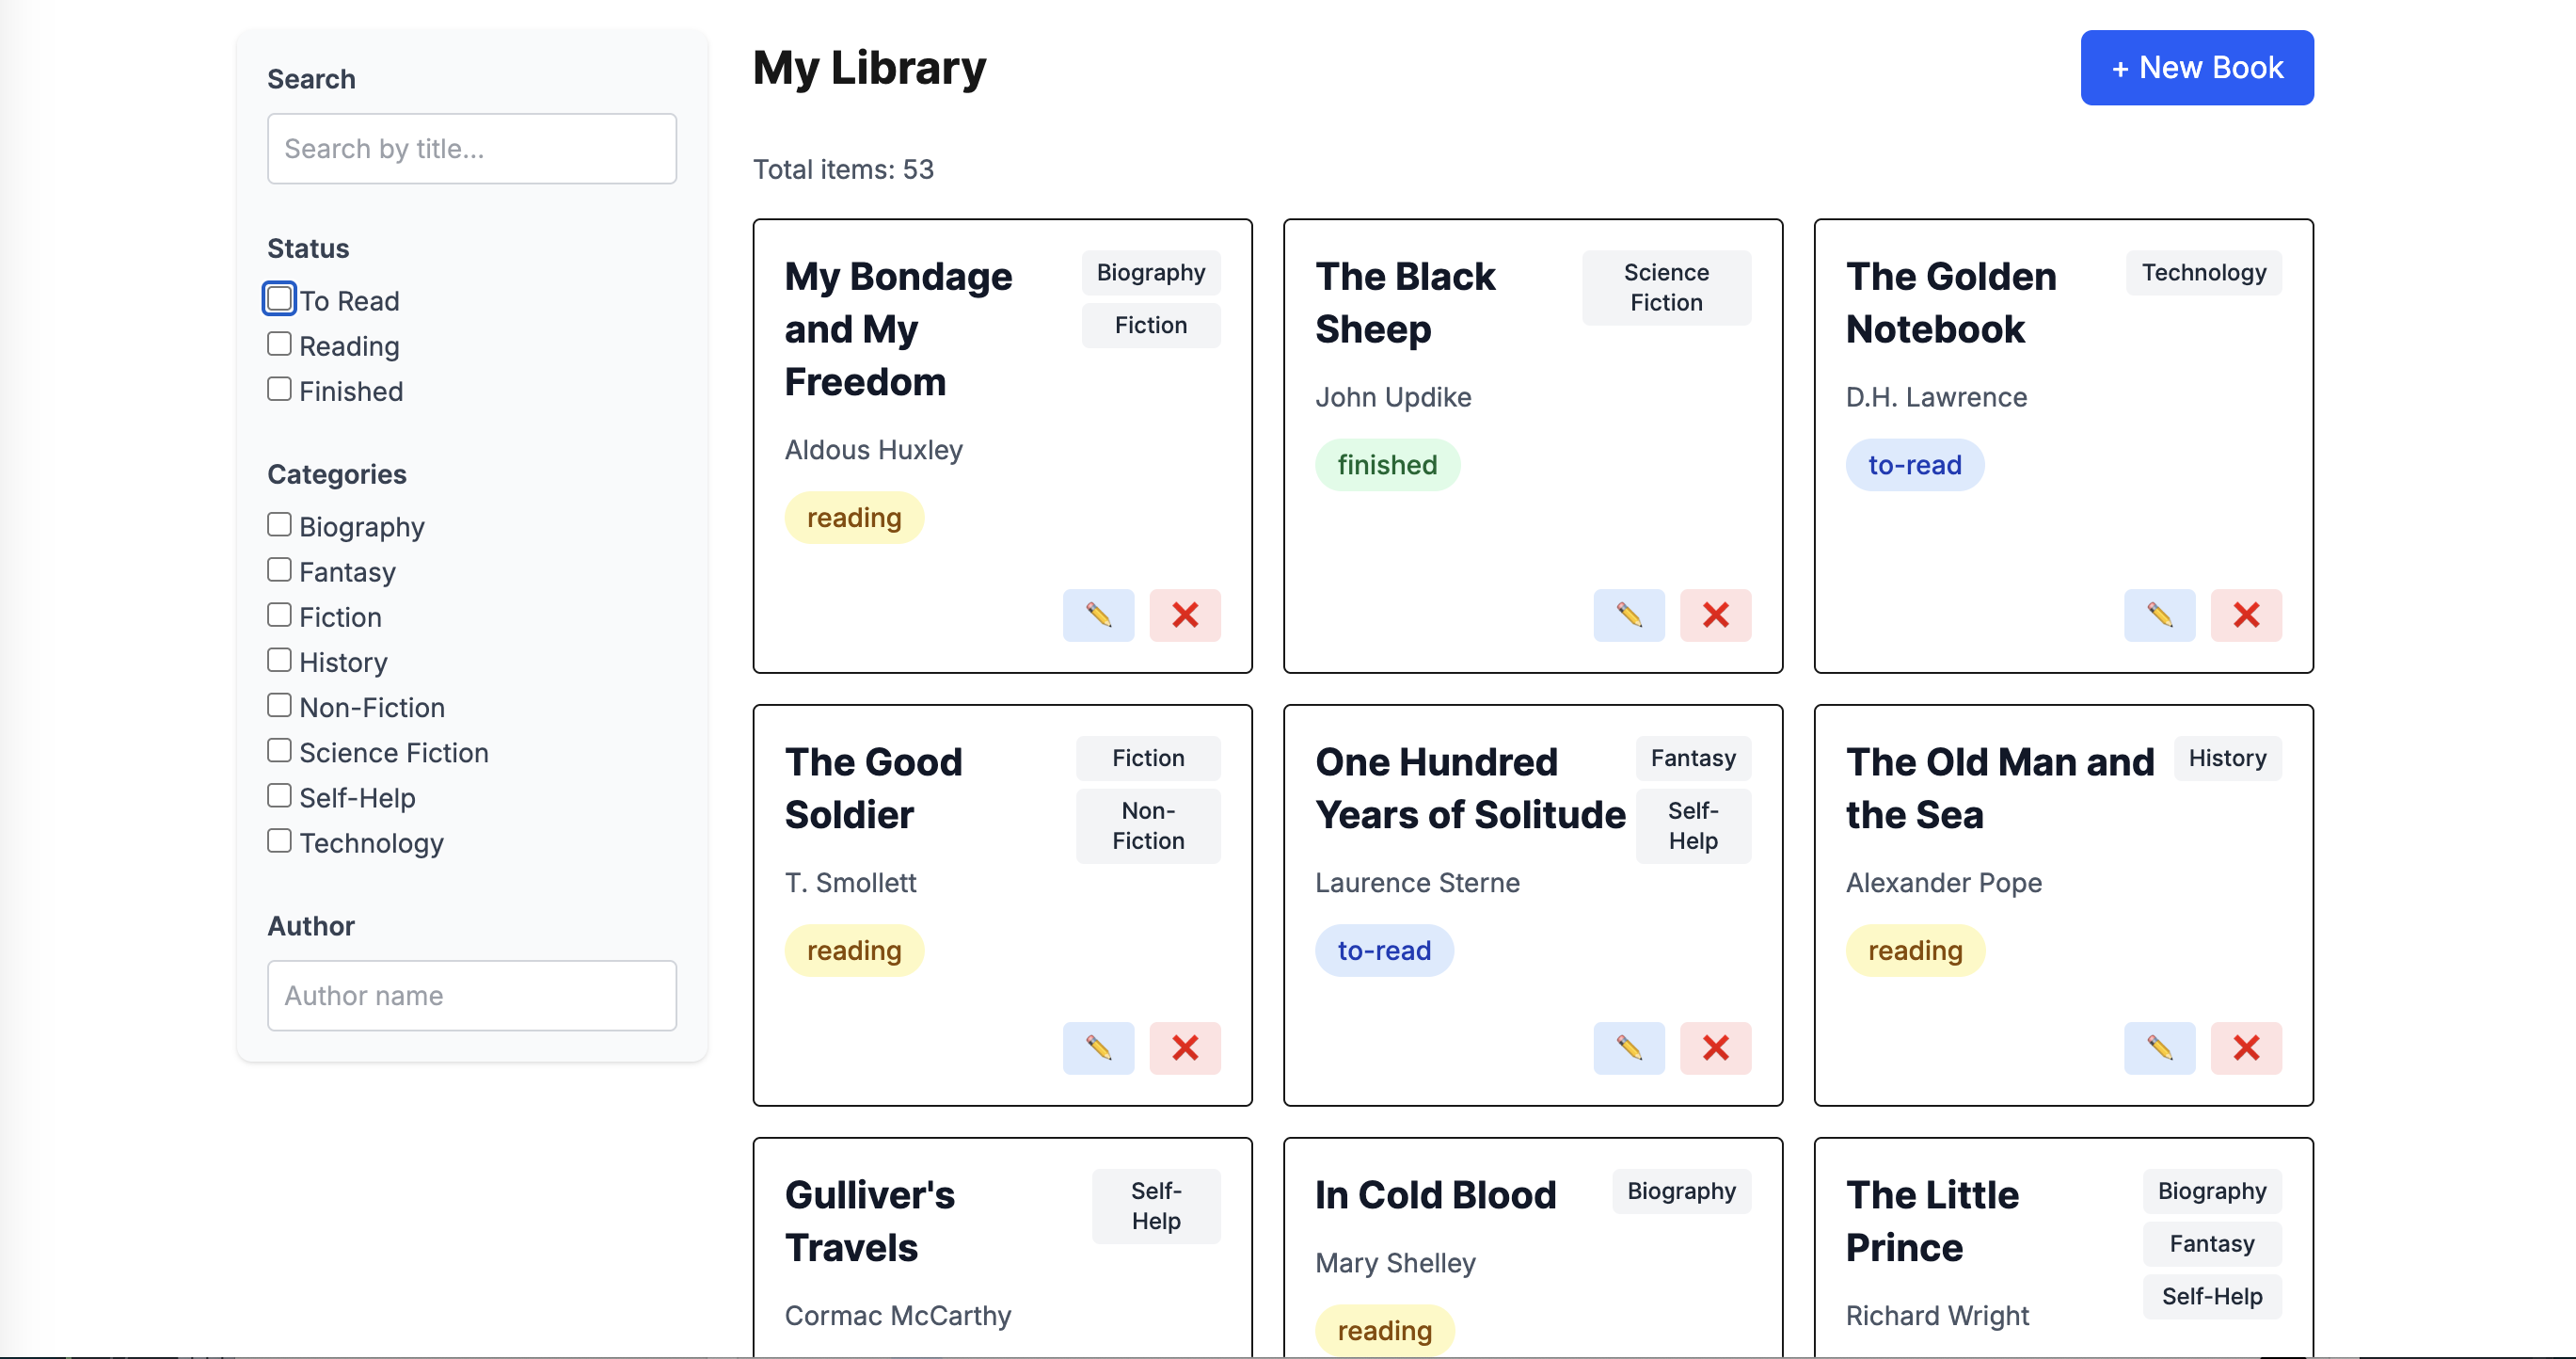 Search
Search by title...
Status
To Read
Reading
Finished
Categories
Biography
Fantasy
Fiction
History
Non-Fiction
Science Fiction
Self-Help
Technology
Author
Author name
My Library
+ New Book
Total items: 53
My Bondage
and My
Freedom
Biography
Fiction
Aldous Huxley
reading
The Black
Sheep
Science
Fiction
John Updike
finished
The Golden
Notebook
Technology
D.H. Lawrence
to-read
The Good
Soldier
Fiction
Non-
Fiction
T. Smollett
reading
One Hundred
Years of Solitude
Fantasy
Self-
Help
Laurence Sterne
to-read
The Old Man and
the Sea
History
Alexander Pope
reading
Gulliver's
Travels
Self-
Help
Cormac McCarthy
In Cold Blood
Biography
Mary Shelley
reading
The Little
Prince
Biography
Fantasy
Self-Help
Richard Wright